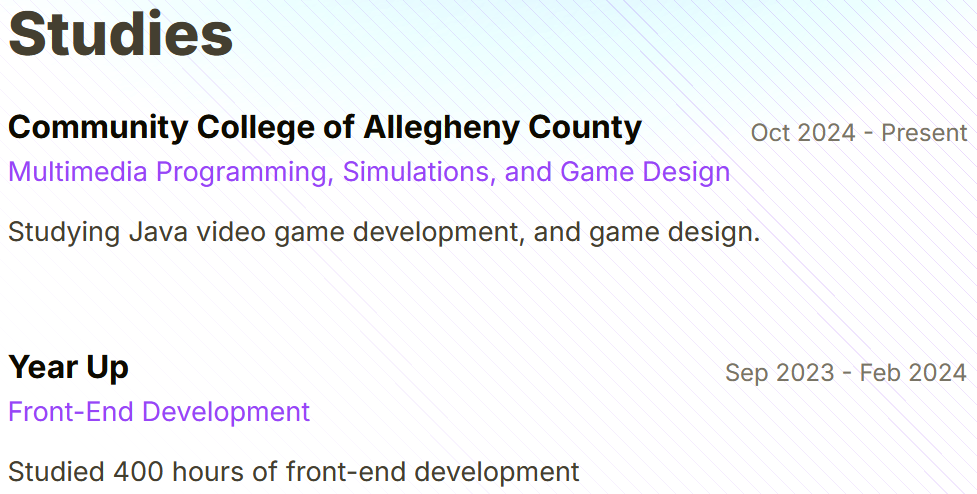 Studies
Community College of Allegheny County
Oct 2024 - Present
Multimedia Programming, Simulations, and Game Design
Studying Java video game development, and game design.
Year Up
Sep 2023 - Feb 2024
Front-End Development
Studied 400 hours of front-end development